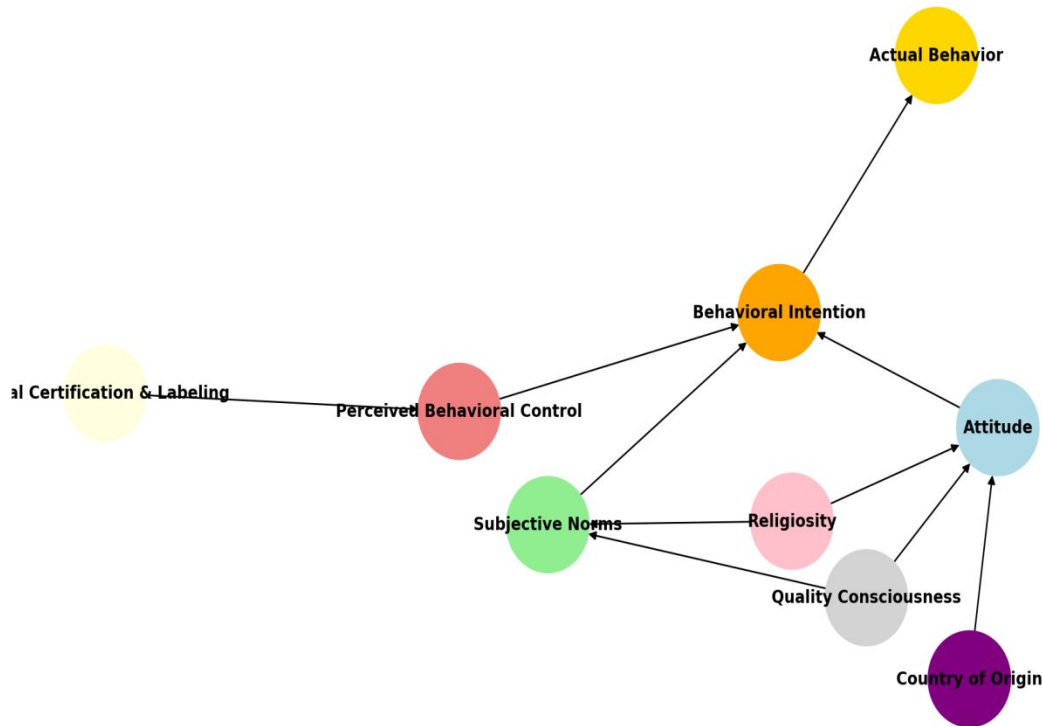 Actual Behavior
Behavioral Intention
al Certification & Labeling
Perceived Behavioral Control
Attitude
Subjective Norms
Religiosity
Quality Consciousness
Country of Origin